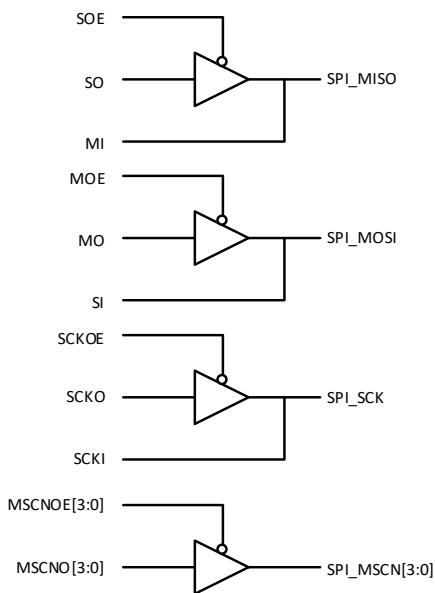 SOE
SO
SPI_MISO
MI
MOE
MO
SPI_MOSI
SI
SCKOE
SCKO
SPI_SCK
SCKI
MSCNOE[3:0]
MSCNO[3:0]
SPI_MSCN[3:0]